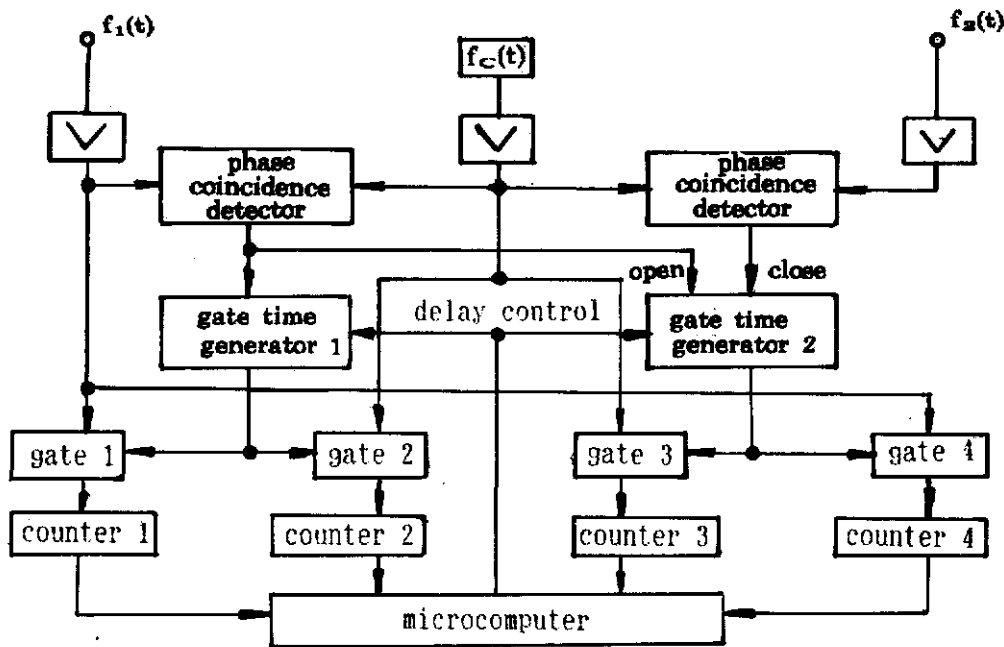 f₁(t)
f_C(t)
f₂(t)
phase
coincidence
detector
phase
coincidence
detector
open
close
gate time
generator 1
delay control
gate time
generator 2
gate 1
gate 2
gate 3
gate 4
counter 1
counter 2
counter 3
counter 4
microcomputer